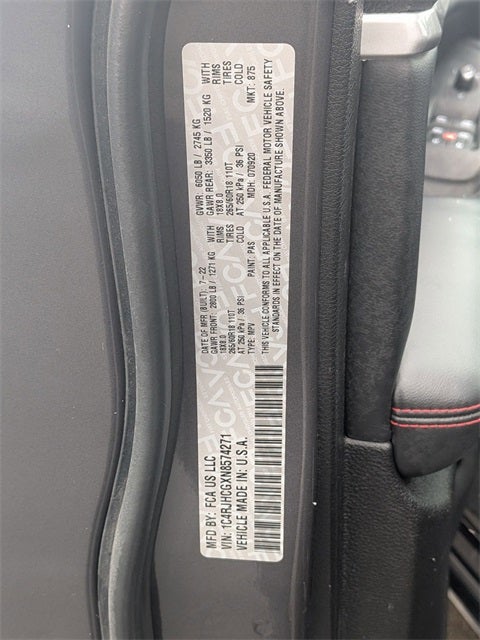 MFD BY: FCA US LLC
DATE OF MFR (BUILT): 7-22
GVWR: 6050 LB / 2745 KG
GAWR FRONT: 2800 LB / 1271 KG
GAWR REAR: 3350 LB / 1520 KG
WITH
18X8.0
RIMS
18X8.0
RIMS
265/60R18 110T
TIRES
265/60R18 110T
TIRES
AT 250 kPa / 36 PSI
COLD
AT 250 kPa / 36 PSI
COLD
VIN: 1C4RJHCGXN8574271
TYPE: MPV
PAINT: PAS
MDH: 070920
MKT: 875
VEHICLE MADE IN: U.S.A.
THIS VEHICLE CONFORMS TO ALL APPLICABLE U.S.A. FEDERAL MOTOR VEHICLE SAFETY
STANDARDS IN EFFECT ON THE DATE OF MANUFACTURE SHOWN ABOVE.